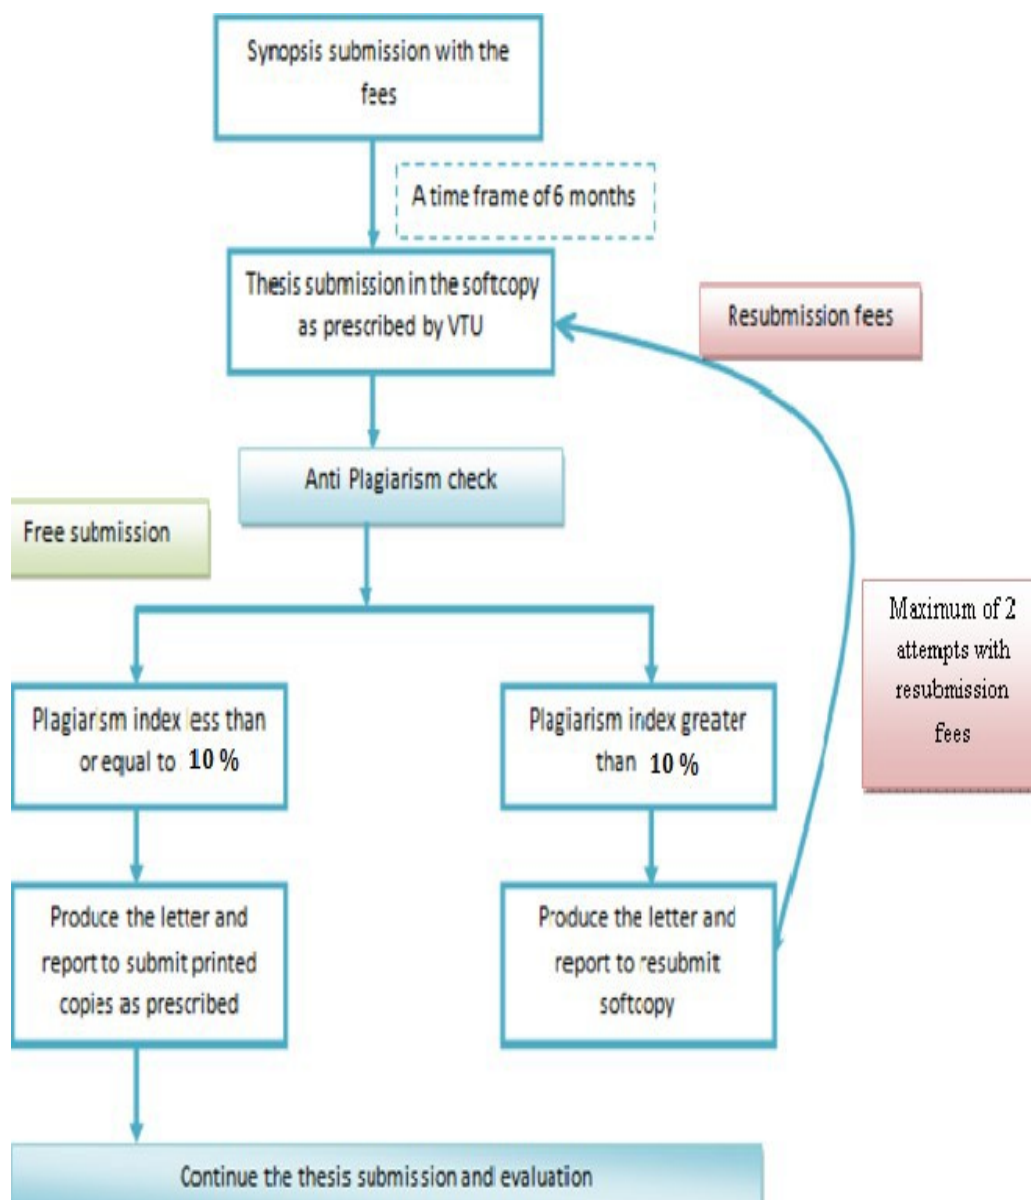 Synopsis submission with the
fees
A time frame of 6 months
Thesis submission in the softcopy
as prescribed by VTU
Resubmission fees
Anti Plagiarism check
Free submission
Maximum of 2
attempts with
resubmission
fees
Plagiarism index less than
or equal to 10 %
Plagiarism index greater
than 10 %
Produce the letter and
report to submit printed
copies as prescribed
Produce the letter and
report to resubmit
softcopy
Continue the thesis submission and evaluation